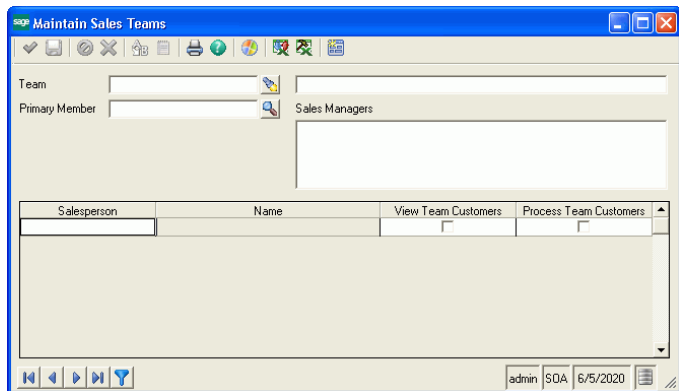 sage Maintain Sales Teams
Team
Primary Member
Sales Managers
Salesperson Name View Team Customers Process Team Customers
admin SOA 6/5/2020